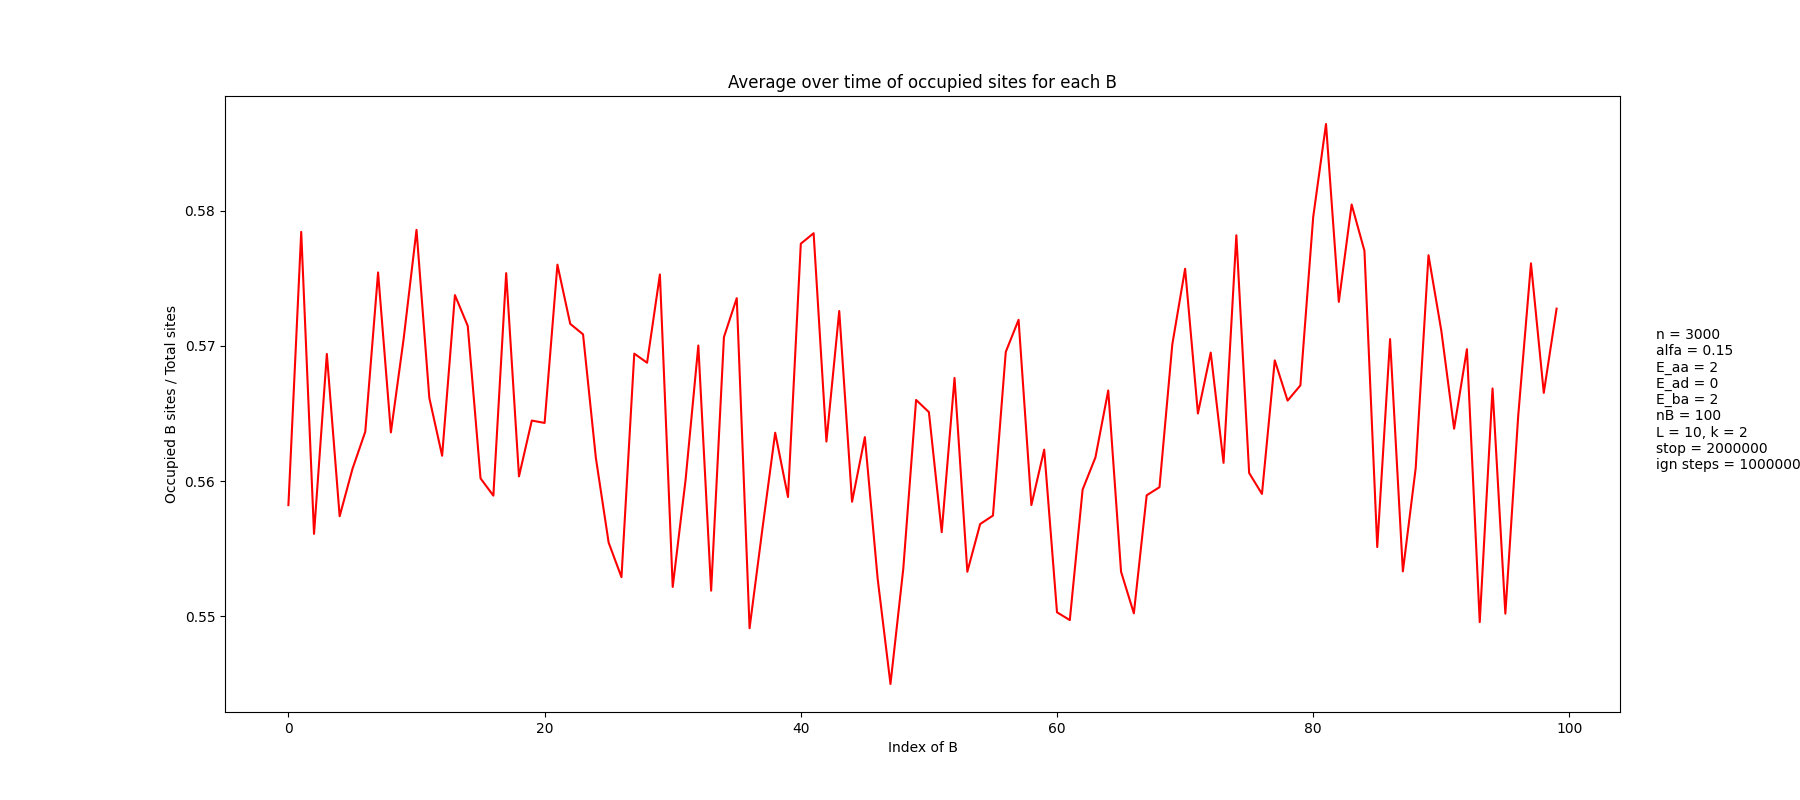 Average over time of occupied sites for each B
Occupied B sites / Total sites
0.58
0.57
0.56
0.55
0
20
40
60
80
100
Index of B
n = 3000
alfa = 0.15
E_aa = 2
E_ad = 0
E_ba = 2
nB = 100
L = 10, k = 2
stop = 2000000
ign steps = 1000000